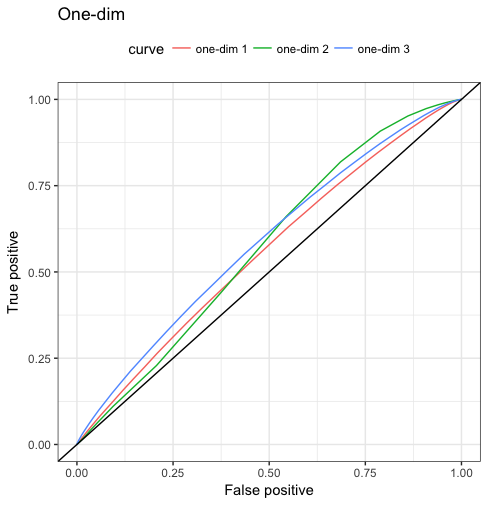 One-dim
curve one-dim 1 one-dim 2 one-dim 3
1.00
0.75
0.50
0.25
0.00
True positive
0.00 0.25 0.50 0.75 1.00
False positive